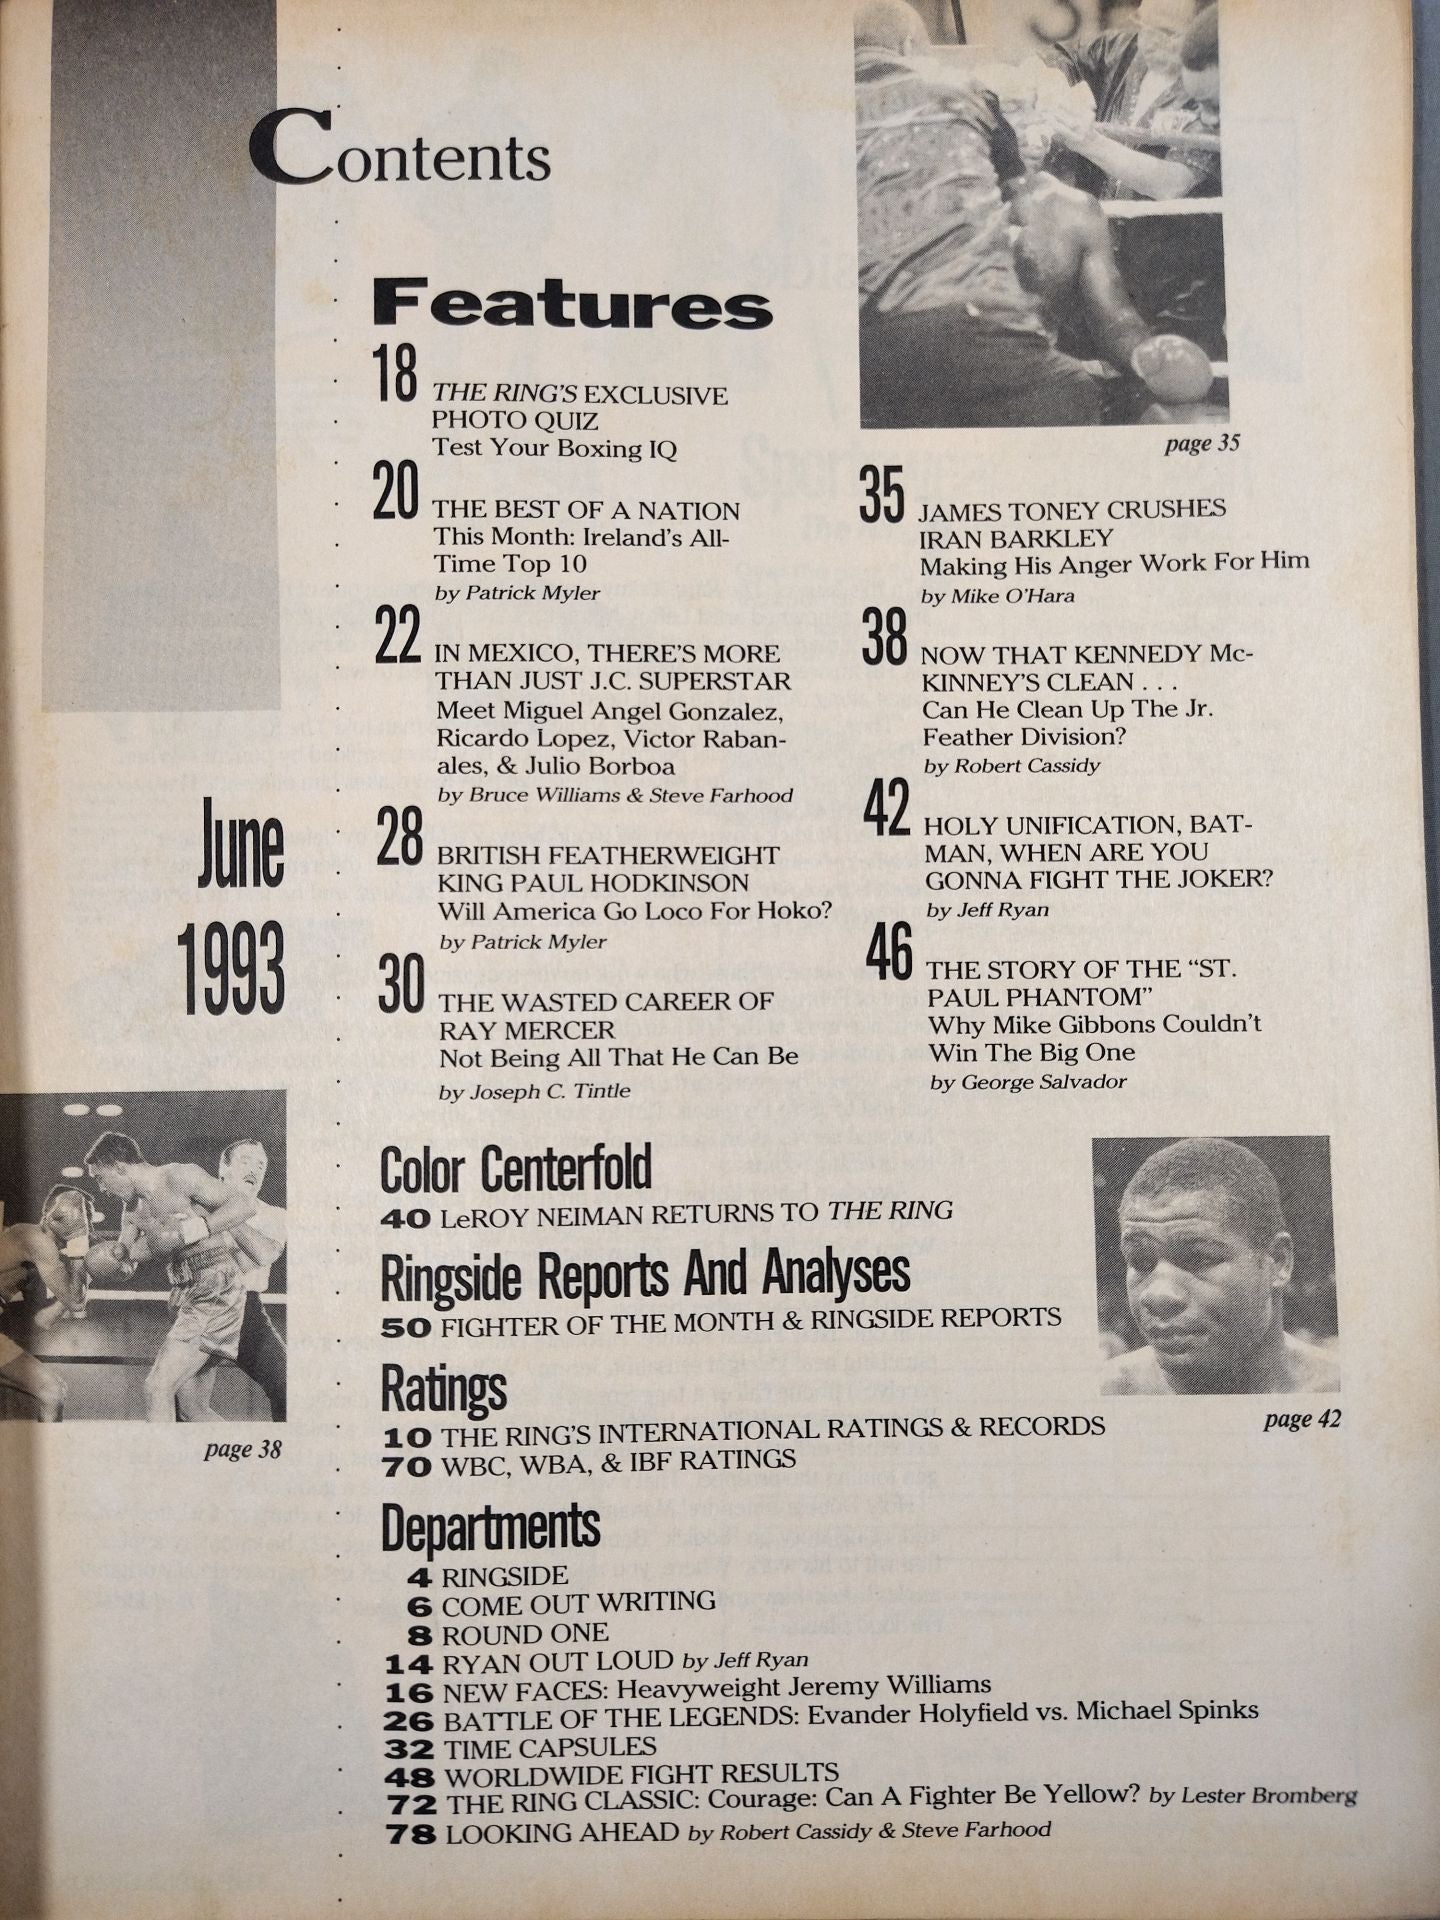 Contents
Features
18 THE RING'S EXCLUSIVE
PHOTO QUIZ
Test Your Boxing IQ
20 THE BEST OF A NATION
This Month: Ireland's All-
Time Top 10
by Patrick Myler
22 IN MEXICO, THERE'S MORE
THAN JUST J.C. SUPERSTAR
Meet Miguel Angel Gonzalez,
Ricardo Lopez, Victor Raban-
ales, & Julio Borboa
by Bruce Williams & Steve Farhood
28 BRITISH FEATHERWEIGHT
KING PAUL HODKINSON
Will America Go Loco For Hoko?
by Patrick Myler
30 THE WASTED CAREER OF
RAY MERCER
Not Being All That He Can Be
by Joseph C. Tintle
page 35
35 JAMES TONEY CRUSHES
IRAN BARKLEY
Making His Anger Work For Him
by Mike O'Hara
38 NOW THAT KENNEDY Mc-
KINNEY'S CLEAN . . .
Can He Clean Up The Jr.
Feather Division?
by Robert Cassidy
42 HOLY UNIFICATION, BAT-
MAN, WHEN ARE YOU
GONNA FIGHT THE JOKER?
by Jeff Ryan
46 THE STORY OF THE "ST.
PAUL PHANTOM"
Why Mike Gibbons Couldn't
Win The Big One
by George Salvador
June
1993
page 38
Color Centerfold
40 LeROY NEIMAN RETURNS TO THE RING
Ringside Reports And Analyses
50 FIGHTER OF THE MONTH & RINGSIDE REPORTS
page 42
Ratings
10 THE RING'S INTERNATIONAL RATINGS & RECORDS
70 WBC, WBA, & IBF RATINGS
Departments
4 RINGSIDE
6 COME OUT WRITING
8 ROUND ONE
14 RYAN OUT LOUD by Jeff Ryan
16 NEW FACES: Heavyweight Jeremy Williams
26 BATTLE OF THE LEGENDS: Evander Holyfield vs. Michael Spinks
32 TIME CAPSULES
48 WORLDWIDE FIGHT RESULTS
72 THE RING CLASSIC: Courage: Can A Fighter Be Yellow? by Lester Bromberg
78 LOOKING AHEAD by Robert Cassidy & Steve Farhood